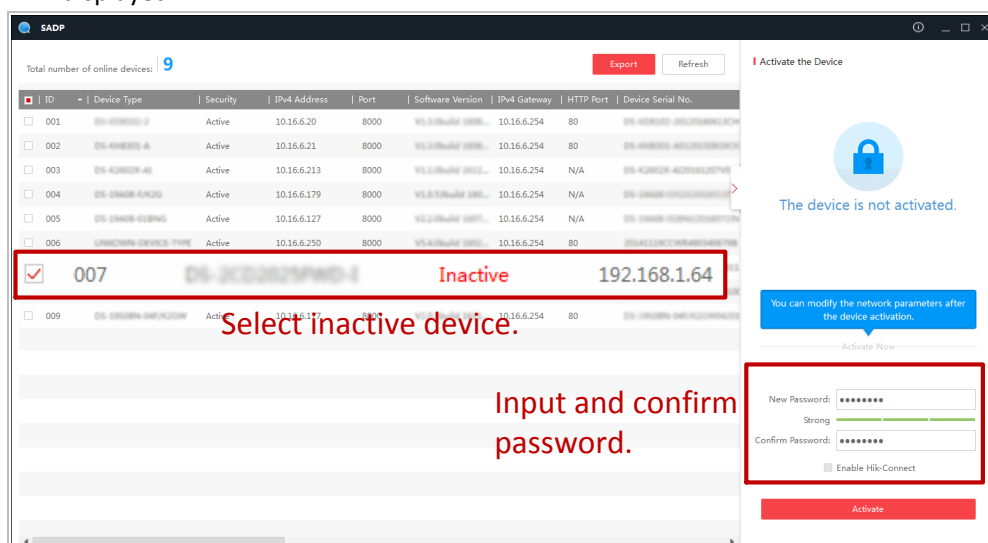 SADP
Total number of online devices: 9
Export
Refresh
Activate the Device
ID | Device Type | Security | IPv4 Address | Port | Software Version | IPv4 Gateway | HTTP Port | Device Serial No.
001 Active 10.16.6.20 8000 10.16.6.254 80
002 Active 10.16.6.21 8000 10.16.6.254 80
003 Active 10.16.6.213 8000 10.16.6.254 N/A
004 Active 10.16.6.179 8000 10.16.6.254 N/A
005 Active 10.16.6.127 8000 10.16.6.254 N/A
006 Active 10.16.6.250 8000 10.16.6.254 80
007 Inactive 192.168.1.64
009 Active 10.16.6.254 80
Select inactive device.
Input and confirm
password.
The device is not activated.
You can modify the network parameters after
the device activation.
Activate Now
New Password: ●●●●●●●●
Strong
Confirm Password: ●●●●●●●●
Enable Hik-Connect
Activate